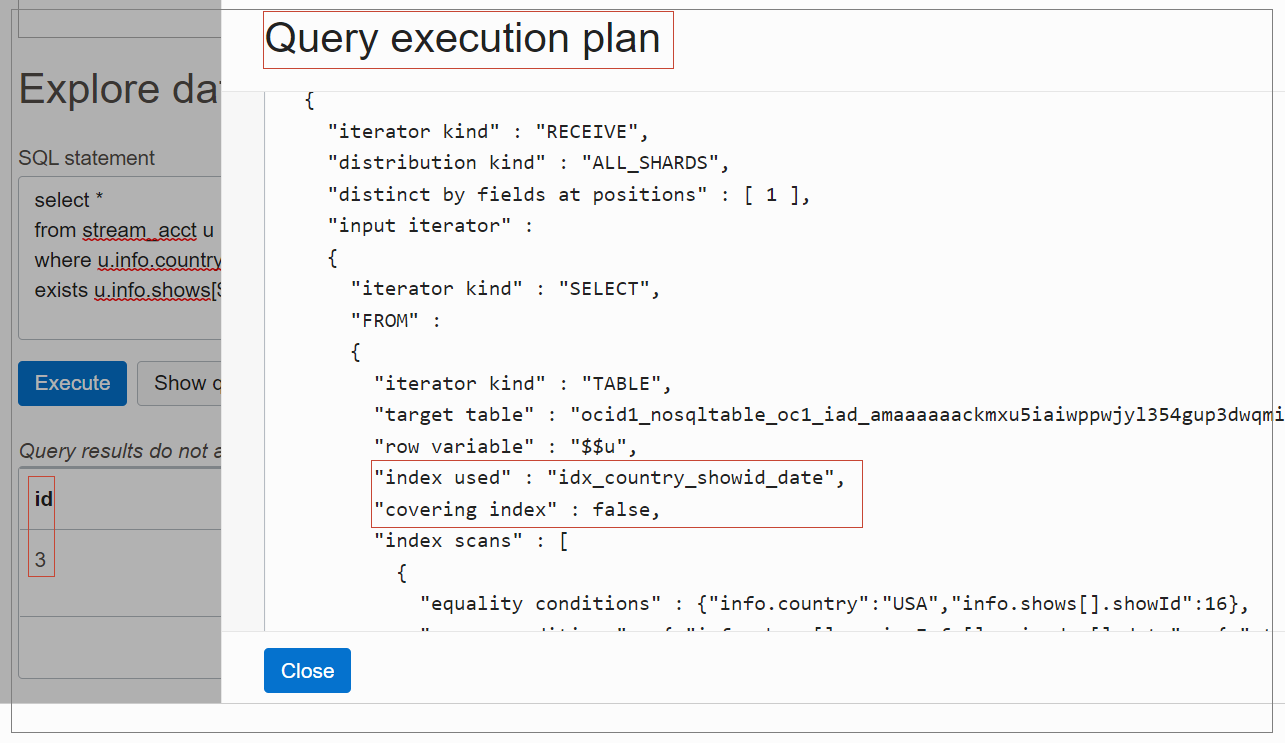 Query execution plan
Explore da
SQL statement
select *
from stream_acct u
where u.info.country
exists u.info.shows[
Execute
Show q
Query results do not a
id
3
{
"iterator kind" : "RECEIVE",
"distribution kind" : "ALL_SHARDS",
"distinct by fields at positions" : [ 1 ],
"input iterator" :
{
"iterator kind" : "SELECT",
"FROM" :
{
"iterator kind" : "TABLE",
"target table" : "ocid1_nosqltable_oc1_iad_amaaaaaackmxu5iaiwppwjyl354gup3dwqmi
"row variable" : "$$u",
"index used" : "idx_country_showid_date",
"covering index" : false,
"index scans" : [
{
"equality conditions" : {"info.country":"USA","info.shows[].showId":16},
Close